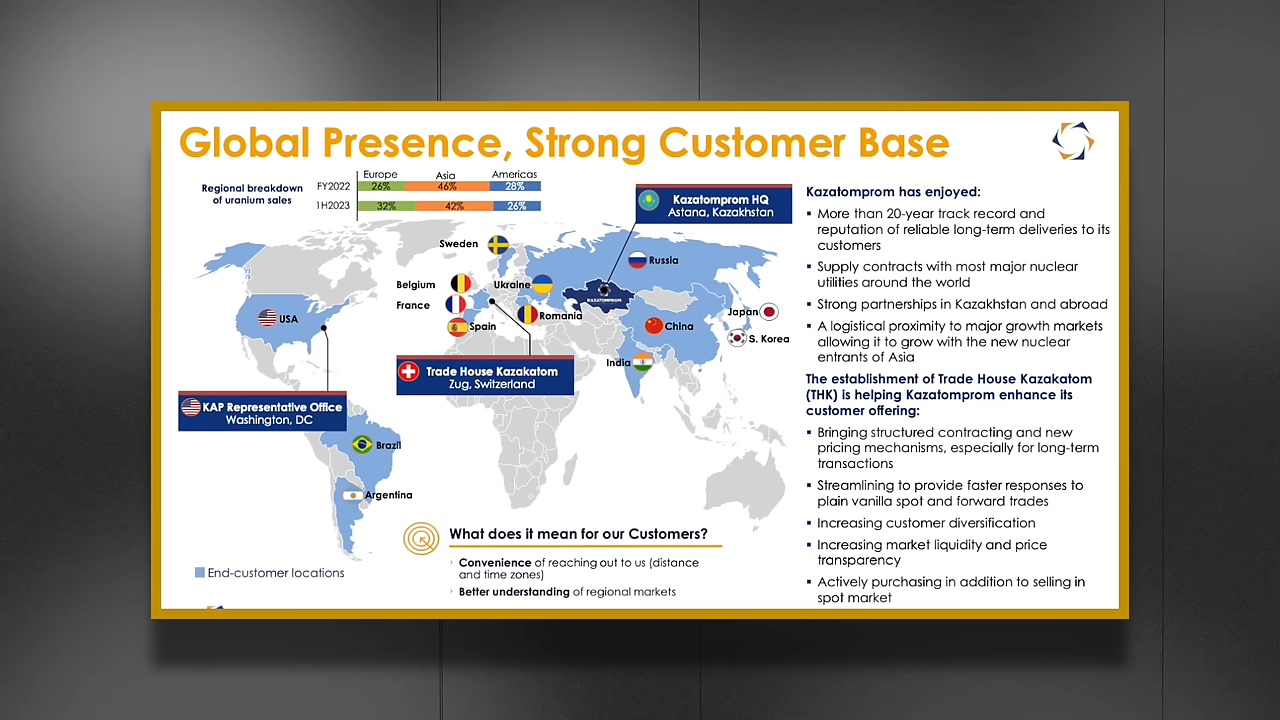 Global Presence, Strong Customer Base
Regional breakdown
of uranium sales
Europe
Asia
Americas
FY2022
26%
46%
28%
1H2023
32%
42%
26%
Kazatomprom HQ
Astana, Kazakhstan
Sweden
Russia
Belgium
Ukraine
France
KAZATOMPROM
USA
Spain
Romania
China
Japan
S. Korea
India
Trade House Kazakatom
Zug, Switzerland
KAP Representative Office
Washington, DC
Brazil
Argentina
End-customer locations
What does it mean for our Customers?
Convenience of reaching out to us (distance
and time zones)
Better understanding of regional markets
Kazatomprom has enjoyed:
▪ More than 20-year track record and
reputation of reliable long-term deliveries to its
customers
▪ Supply contracts with most major nuclear
utilities around the world
▪ Strong partnerships in Kazakhstan and abroad
▪ A logistical proximity to major growth markets
allowing it to grow with the new nuclear
entrants of Asia
The establishment of Trade House Kazakatom
(THK) is helping Kazatomprom enhance its
customer offering:
▪ Bringing structured contracting and new
pricing mechanisms, especially for long-term
transactions
▪ Streamlining to provide faster responses to
plain vanilla spot and forward trades
▪ Increasing customer diversification
▪ Increasing market liquidity and price
transparency
▪ Actively purchasing in addition to selling in
spot market